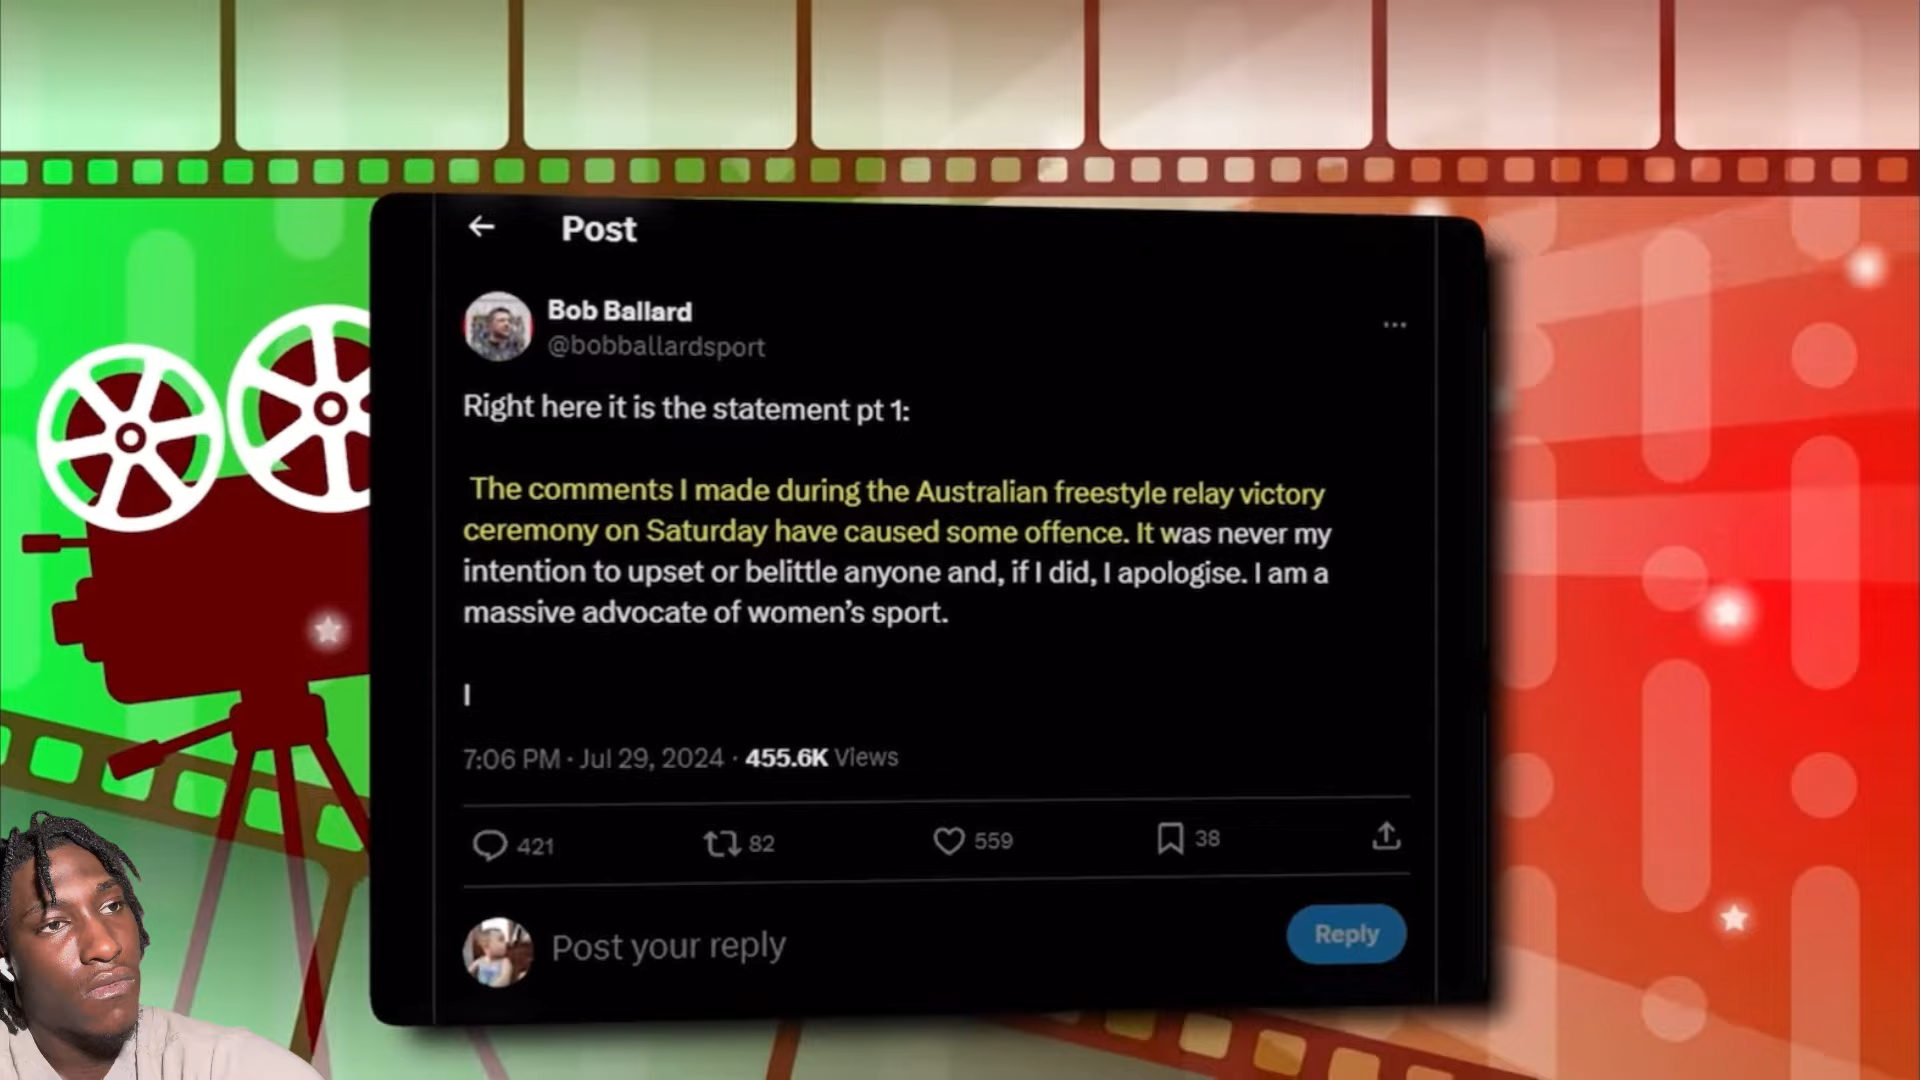 Post
Bob Ballard
@bobballardsport
Right here it is the statement pt 1:
The comments I made during the Australian freestyle relay victory
ceremony on Saturday have caused some offence. It was never my
intention to upset or belittle anyone and, if I did, I apologise. I am a
massive advocate of women’s sport.
I
7:06 PM · Jul 29, 2024 · 455.6K Views
421 82 559 38
Post your reply Reply